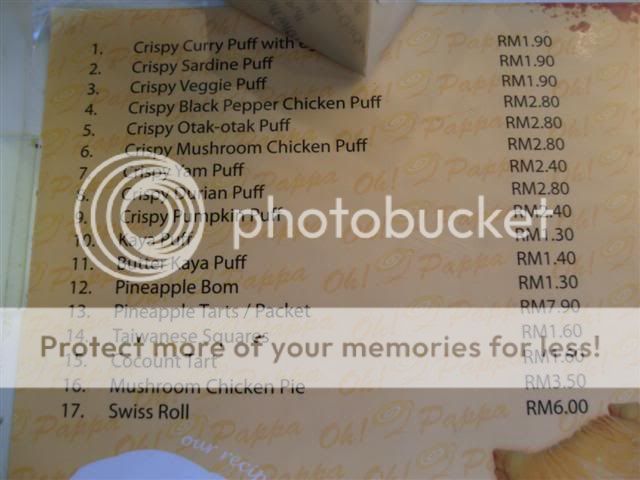 1. Crispy Curry Puff with RM1.90
2. Crispy Sardine Puff RM1.90
3. Crispy Veggie Puff RM1.90
4. Crispy Black Pepper Chicken Puff RM2.80
5. Crispy Otak-otak Puff RM2.80
6. Crispy Mushroom Chicken Puff RM2.80
7. Crispy Yam Puff RM2.40
8. Crispy Durian Puff RM2.80
9. Crispy Pumpkin Puff RM2.40
photobucket
10. Kaya Puff RM1.30
11. Butter Kaya Puff RM1.40
12. Pineapple Bom RM1.30
13. Pineapple Tarts / Packet RM7.90
14. Taiwanese Squares RM1.60
Protect more of your memories for less!
15. Cocount Tart
16. Mushroom Chicken Pie RM3.50
17. Swiss Roll RM6.00
Oh! Pappa
our recip